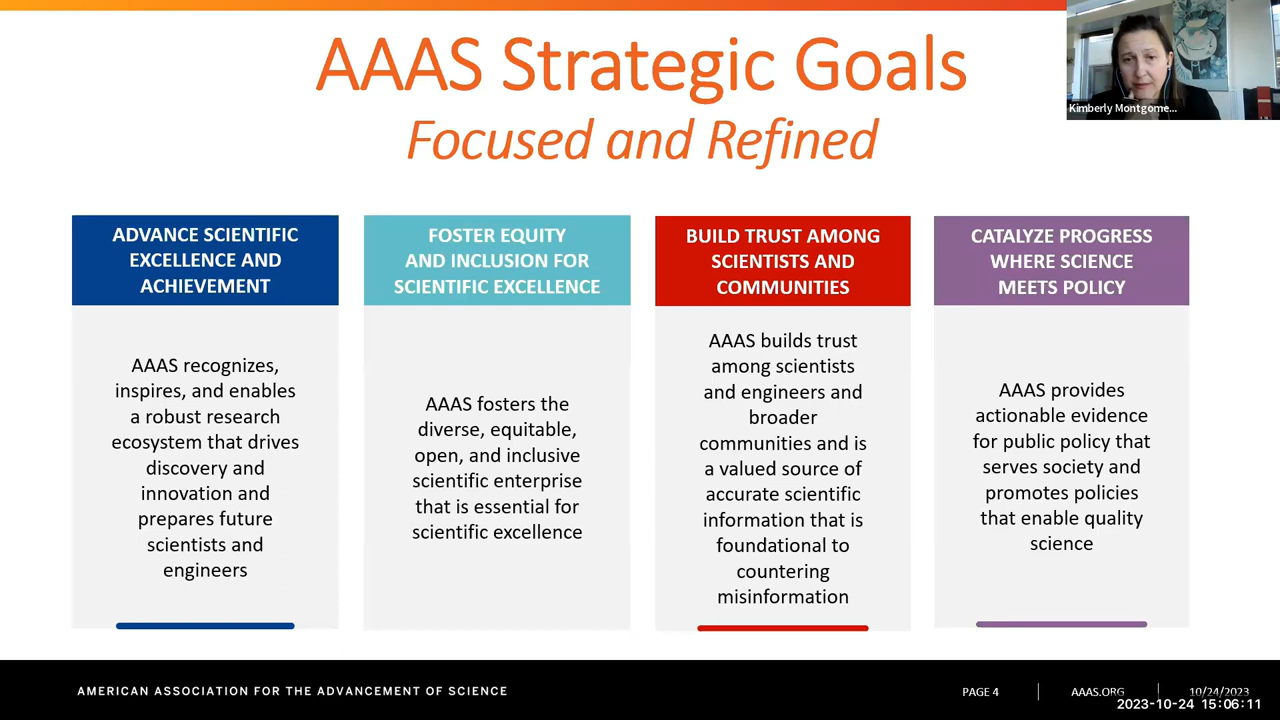 AAAS Strategic Goals
Focused and Refined
Kimberly Montgome...
ADVANCE SCIENTIFIC
EXCELLENCE AND
ACHIEVEMENT
AAAS recognizes,
inspires, and enables
a robust research
ecosystem that drives
discovery and
innovation and
prepares future
scientists and
engineers
FOSTER EQUITY
AND INCLUSION FOR
SCIENTIFIC EXCELLENCE
AAAS fosters the
diverse, equitable,
open, and inclusive
scientific enterprise
that is essential for
scientific excellence
BUILD TRUST AMONG
SCIENTISTS AND
COMMUNITIES
AAAS builds trust
among scientists
and engineers and
broader
communities and is
a valued source of
accurate scientific
information that is
foundational to
countering
misinformation
CATALYZE PROGRESS
WHERE SCIENCE
MEETS POLICY
AAAS provides
actionable evidence
for public policy that
serves society and
promotes policies
that enable quality
science
AMERICAN ASSOCIATION FOR THE ADVANCEMENT OF SCIENCE
PAGE 4
AAAS.ORG
10/24/2023
2023-10-24 15:06:11